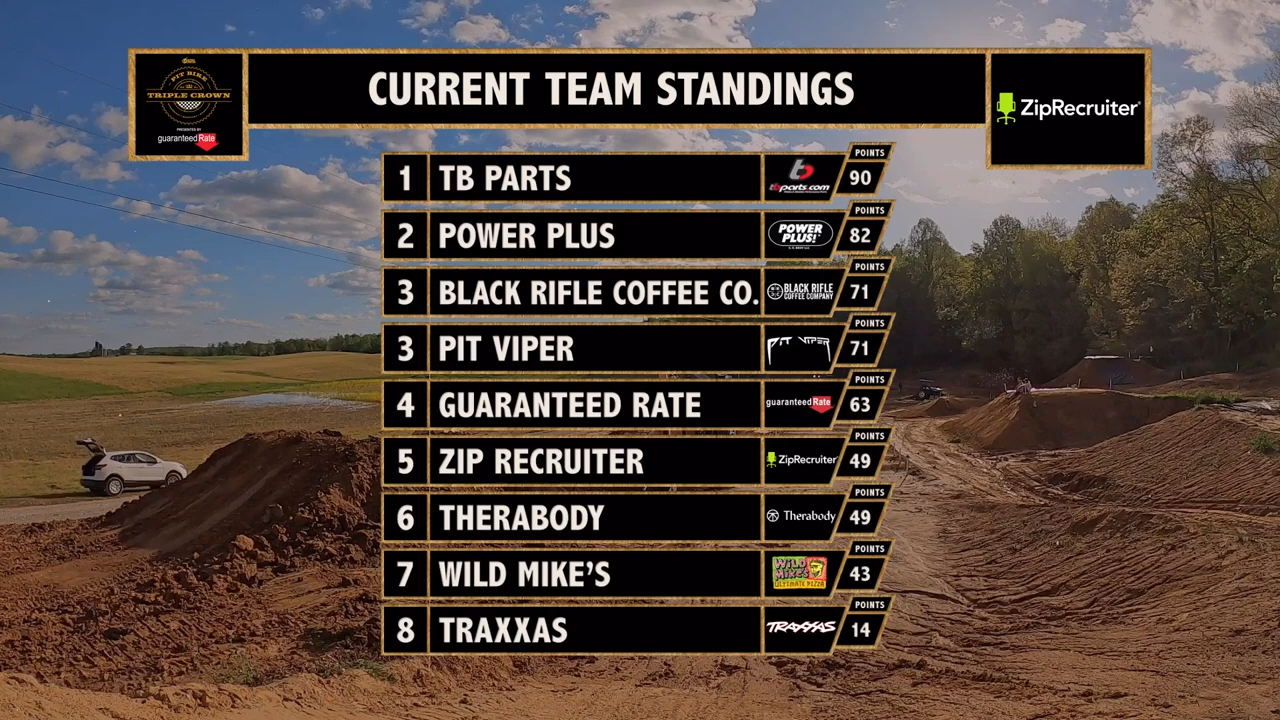 PIT BIKE
TRIPLE CROWN
PRESENTED BY
guaranteed Rate
CURRENT TEAM STANDINGS
ZipRecruiter
POINTS
1 TB PARTS tbparts.com 90
POINTS
2 POWER PLUS POWER PLUS! 82
POINTS
3 BLACK RIFLE COFFEE CO. BLACK RIFLE COFFEE COMPANY 71
POINTS
3 PIT VIPER PIT VIPER 71
POINTS
4 GUARANTEED RATE guaranteed Rate 63
POINTS
5 ZIP RECRUITER ZipRecruiter 49
POINTS
6 THERABODY Therabody 49
POINTS
7 WILD MIKE'S WILD MIKE'S ULTIMATE PIZZA 43
POINTS
8 TRAXXAS TRAXXAS 14